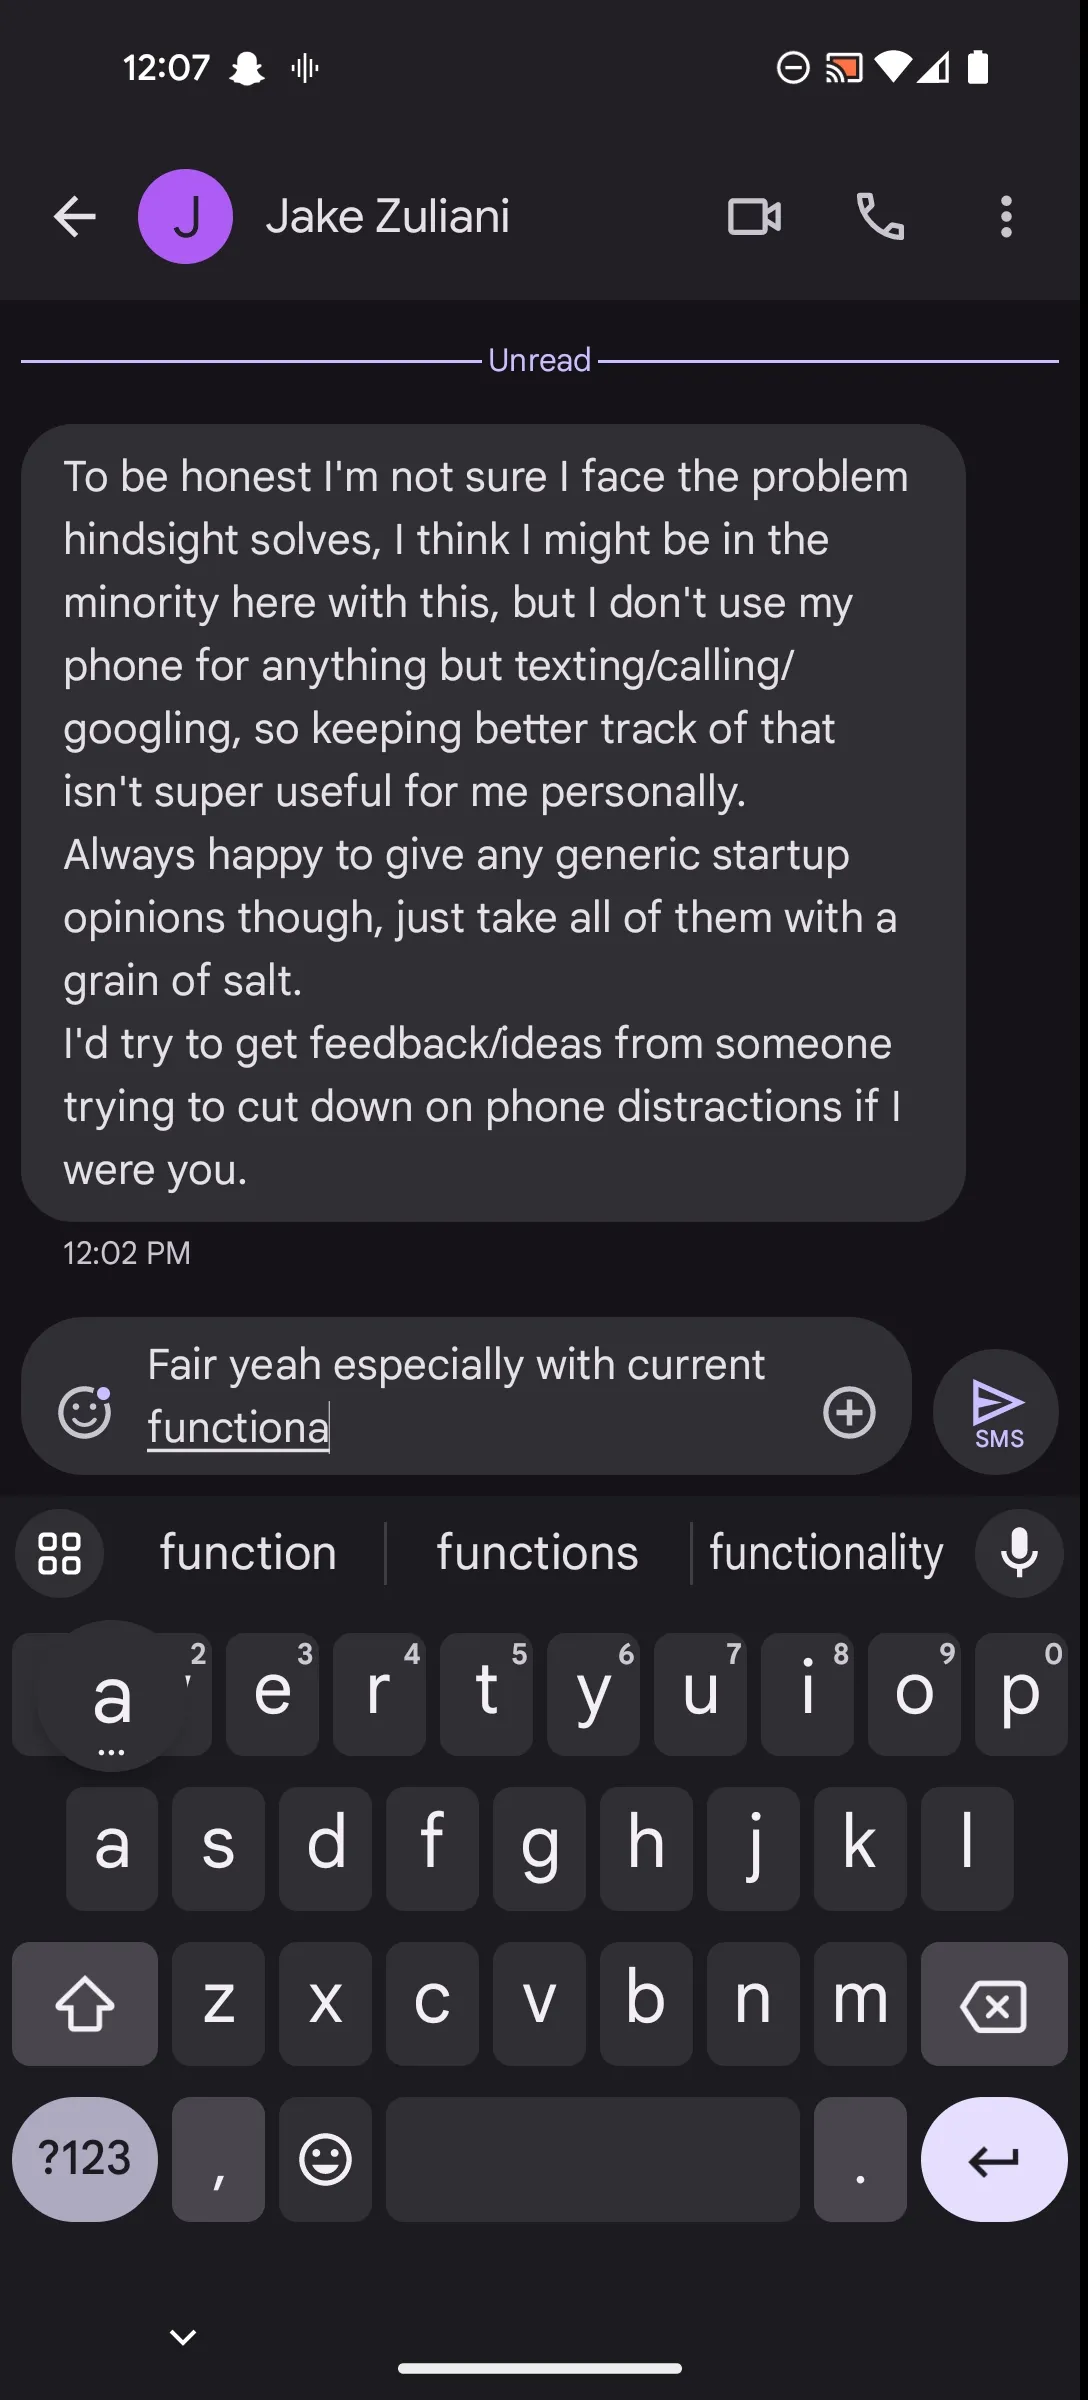 12:07
J Jake Zuliani
Unread
To be honest I'm not sure I face the problem
hindsight solves, I think I might be in the
minority here with this, but I don't use my
phone for anything but texting/calling/
googling, so keeping better track of that
isn't super useful for me personally.
Always happy to give any generic startup
opinions though, just take all of them with a
grain of salt.
I'd try to get feedback/ideas from someone
trying to cut down on phone distractions if I
were you.
12:02 PM
Fair yeah especially with current
functiona
SMS
function functions functionality
a 2 e 3 r 4 t 5 y 6 u 7 i 8 o 9 p 0
a s d f g h j k l
z x c v b n m
?123 , .